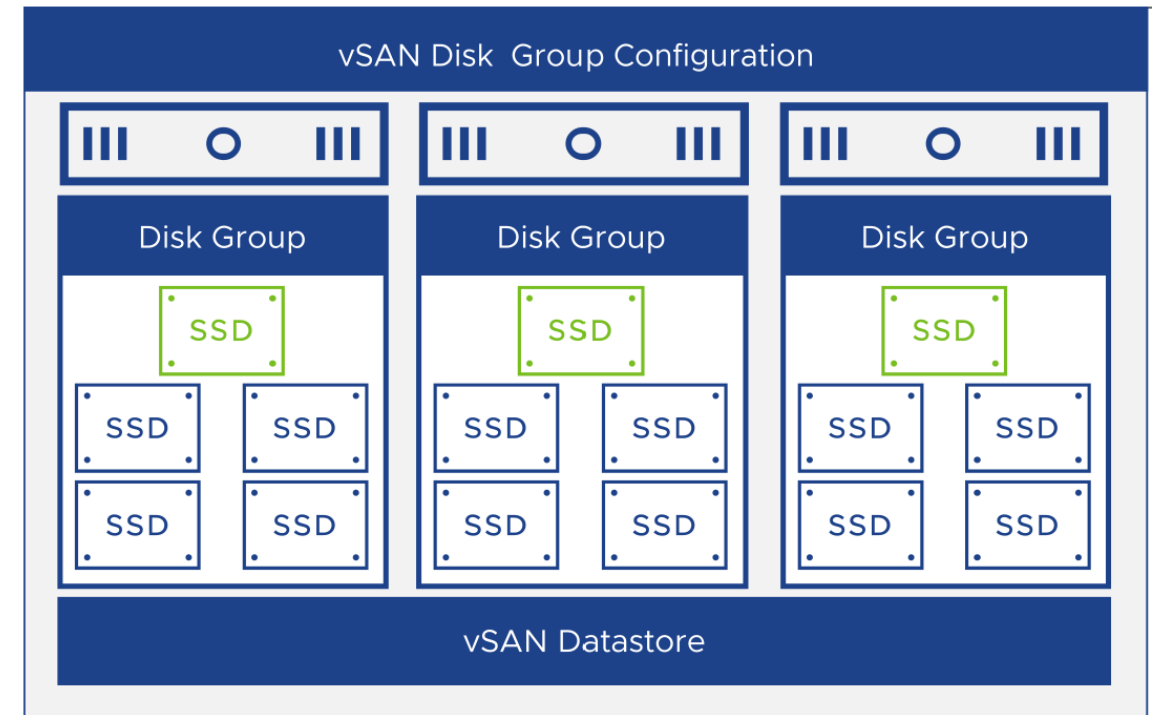 vSAN Disk Group Configuration
Disk Group Disk Group Disk Group
SSD SSD SSD
SSD SSD SSD SSD SSD SSD
SSD SSD SSD SSD SSD SSD
vSAN Datastore